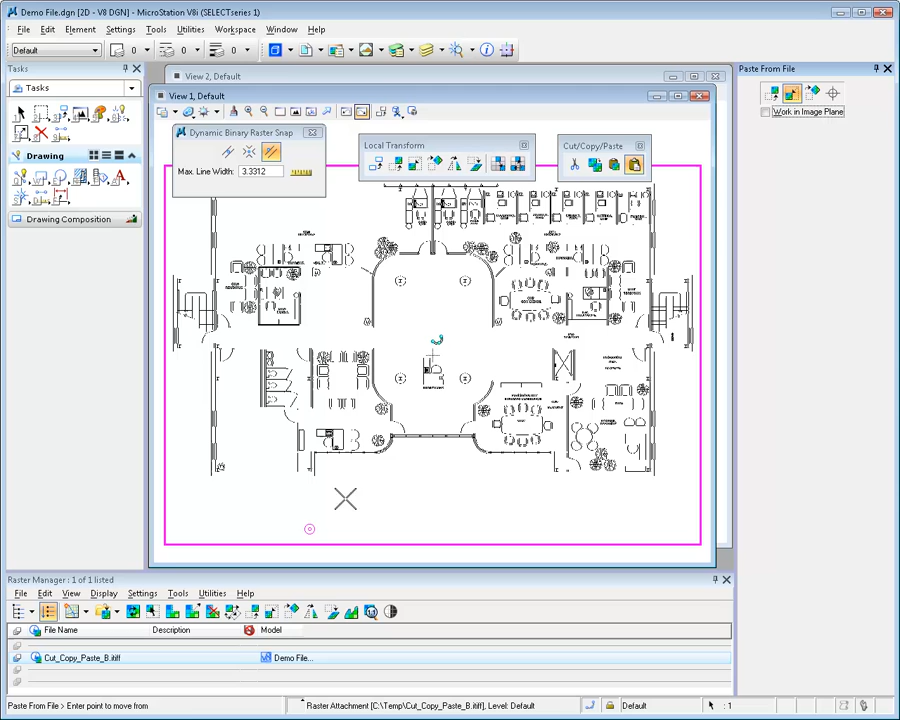 Demo File.dgn [2D - V8 DGN] - MicroStation V8i (SELECTseries 1)
File Edit Element Settings Tools Utilities Workspace Window Help
Default 0 0 0
Tasks
Tasks
Drawing
Drawing Composition
View 2, Default
View 1, Default
Dynamic Binary Raster Snap
Max. Line Width: 3.3312
Local Transform
Cut/Copy/Paste
Paste From File
Work in Image Plane
Raster Manager : 1 of 1 listed
File Edit View Display Settings Tools Utilities Help
File Name Description Model
Cut_Copy_Paste_B.itiff Demo File...
Paste From File > Enter point to move from
Raster Attachment [C:\Temp\Cut_Copy_Paste_B.itiff], Level: Default
Default : 1